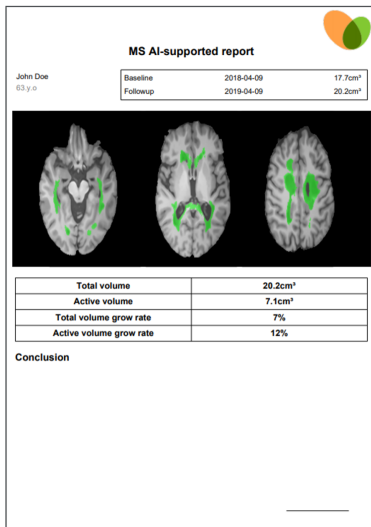 MS AI-supported report
John Doe
63.y.o
Baseline 2018-04-09 17.7cm³
Followup 2019-04-09 20.2cm³
Total volume 20.2cm³
Active volume 7.1cm³
Total volume grow rate 7%
Active volume grow rate 12%
Conclusion